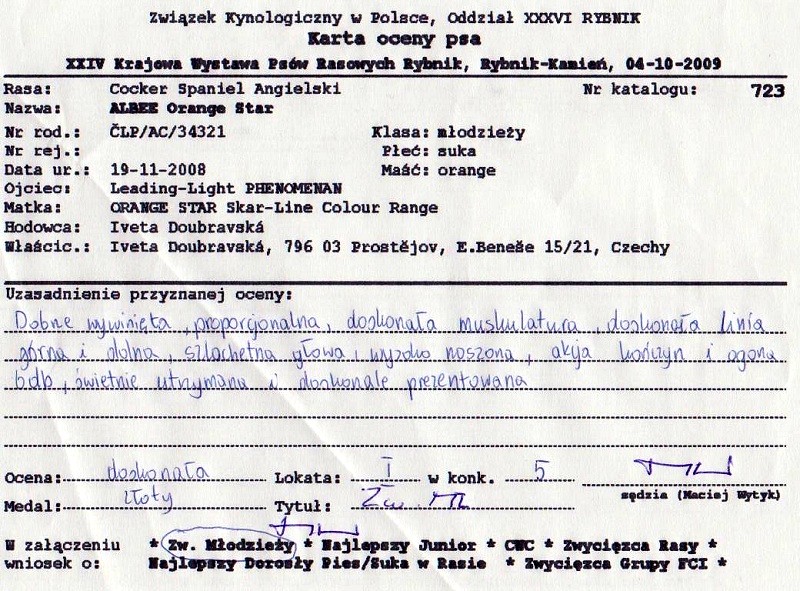 Związek Kynologiczny w Polsce, Oddział XXXVI RYBNIK
Karta oceny psa
XXIV Krajowa Wystawa Psów Rasowych Rybnik, Rybnik-Kamień, 04-10-2009
Rasa: Cocker Spaniel Angielski Nr katalogu: 723
Nazwa: ALBEE Orange Star
Nr rod.: ČLP/AC/34321 Klasa: młodzieży
Nr rej.: Płeć: suka
Data ur.: 19-11-2008 Maść: orange
Ojciec: Leading-Light PHENOMENAN
Matka: ORANGE STAR Skar-Line Colour Range
Hodowca: Iveta Doubravská
Właścic.: Iveta Doubravská, 796 03 Prostějov, E.Beneše 15/21, Czechy
Uzasadnienie przyznanej oceny:
Dobrze wywinięta, proporcjonalna, doskonała muskulatura, doskonała linia
górna i dolna, szlachetna głowa, wysoko noszona, akcja kończyn i ogona
bdb, świetnie utrzymana i doskonale prezentowana
Ocena: doskonała Lokata: I w konk. 5
sędzia (Maciej Wytyk)
Medal: złoty Tytuł: Zw. Mł.
W załączeniu * Zw. Młodzieży * Najlepszy Junior * CWC * Zwycięzca Rasy *
wniosek o: Najlepszy Dorosły Pies/Suka w Rasie * Zwycięzca Grupy FCI *